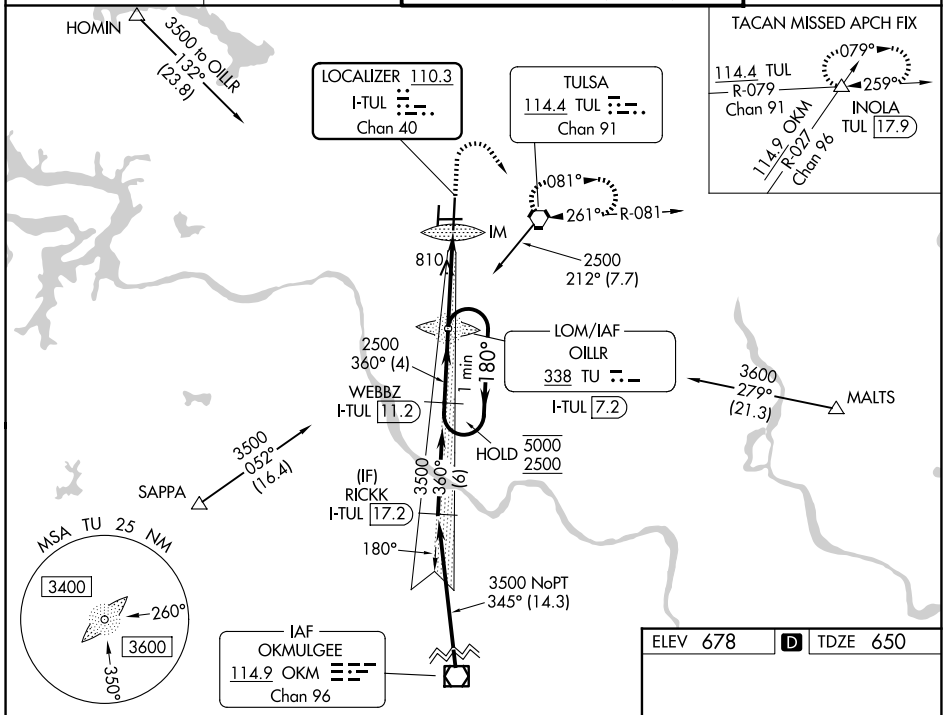 HOMIN
3500 to OILLR
132°
(23.8)
LOCALIZER 110.3
I-TUL
Chan 40
TULSA
114.4 TUL
Chan 91
TACAN MISSED APCH FIX
079°
114.4 TUL
R-079
Chan 91
259°
INOLA
TUL 17.9
114.9 OKM
R-027
Chan 96
081°
261°
R-081
IM
810
2500
212° (7.7)
2500
360° (4)
1 min
180°
LOM/IAF
OILLR
338 TU
I-TUL 7.2
WEBBZ
I-TUL 11.2
3600
279°
(21.3)
MALTS
HOLD
5000
2500
3500
052°
(16.4)
SAPPA
3500
360°
(6)
(IF)
RICKK
I-TUL 17.2
180°
3500 NoPT
345° (14.3)
MSA TU 25 NM
3400
260°
3600
350°
IAF
OKMULGEE
114.9 OKM
Chan 96
ELEV 678
D
TDZE 650